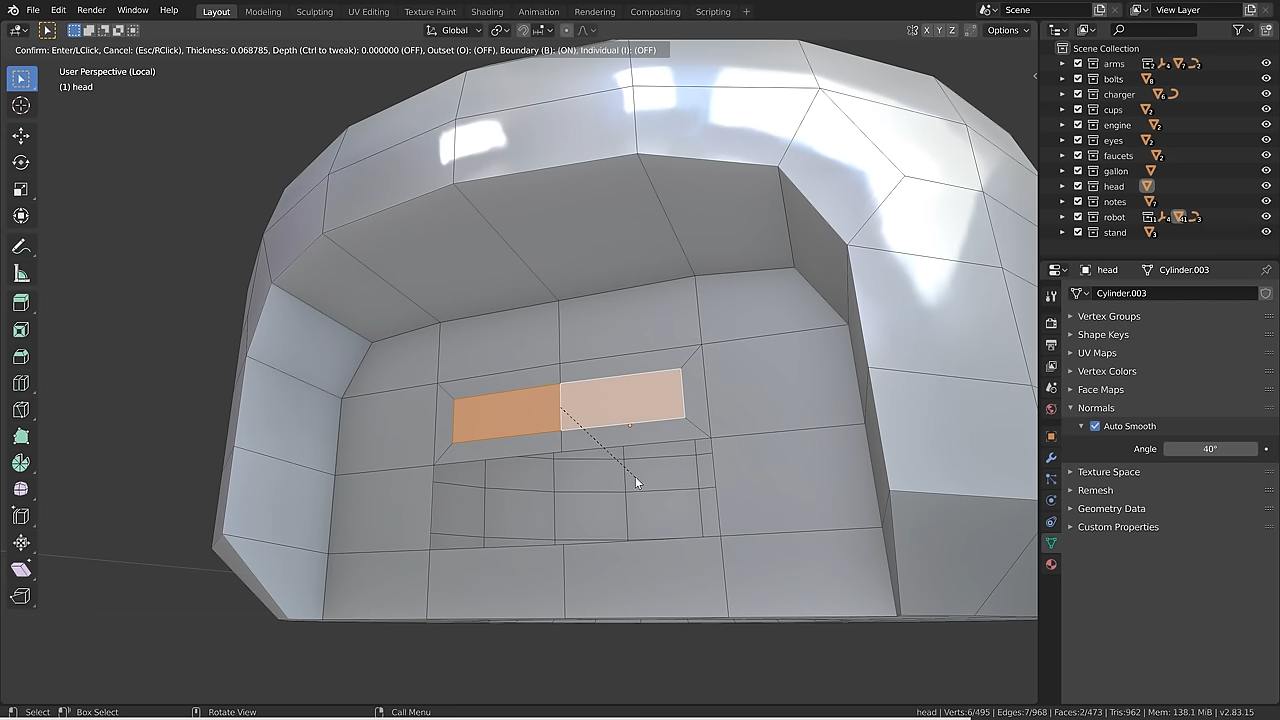 File Edit Render Window Help Layout Modeling Sculpting UV Editing Texture Paint Shading Animation Rendering Compositing Scripting + Scene View Layer
Global X Y Z Options
Confirm: Enter/LClick, Cancel: (Esc/RClick), Thickness: 0.068785, Depth (Ctrl to tweak): 0.000000 (OFF), Outset (O): (OFF), Boundary (B): (ON), Individual (I): (OFF)
User Perspective (Local)
(1) head
Scene Collection
arms
bolts
charger
cups
engine
eyes
faucets
gallon
head
notes
robot
stand
head Cylinder.003
Cylinder.003
Vertex Groups
Shape Keys
UV Maps
Vertex Colors
Face Maps
Normals
Auto Smooth
Angle 40°
Texture Space
Remesh
Geometry Data
Custom Properties
Select Box Select Rotate View Call Menu head | Verts:6/495 | Edges:7/968 | Faces:2/473 | Tris:962 | Mem: 138.1 MiB | v2.83.15